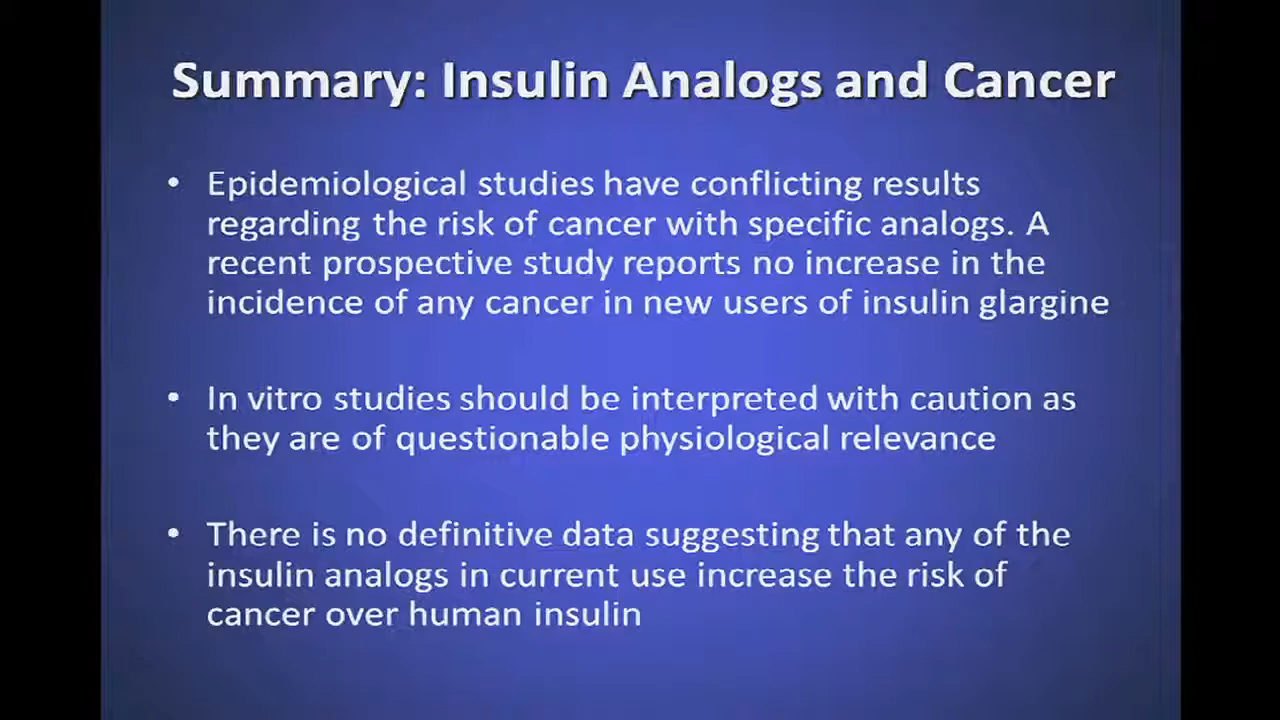 Summary: Insulin Analogs and Cancer
• Epidemiological studies have conflicting results
regarding the risk of cancer with specific analogs. A
recent prospective study reports no increase in the
incidence of any cancer in new users of insulin glargine
• In vitro studies should be interpreted with caution as
they are of questionable physiological relevance
• There is no definitive data suggesting that any of the
insulin analogs in current use increase the risk of
cancer over human insulin